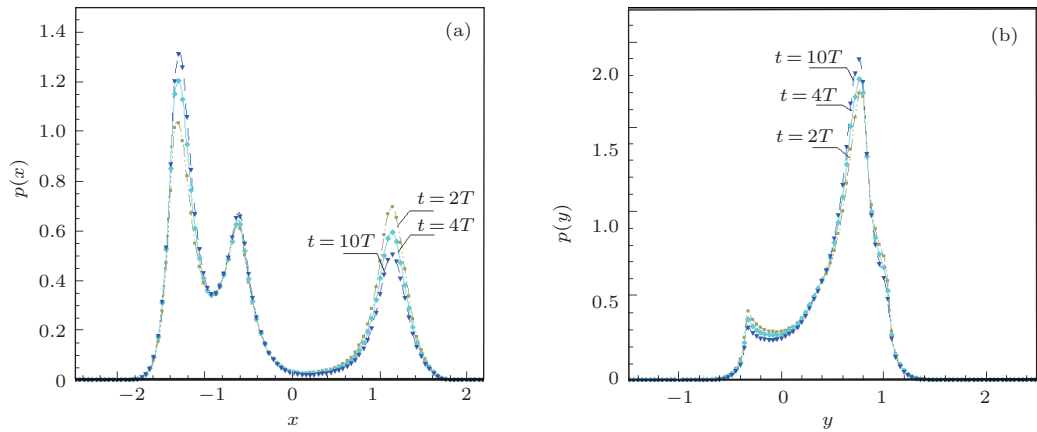 1.4
(a)
1.2
1.0
0.8
0.6
0.4
0.2
0
p(x)
t = 2T
t = 4T
t = 10T
−2
−1
0
1
2
x
(b)
2.0
1.5
1.0
0.5
0
p(y)
t = 10T
t = 4T
t = 2T
−1
0
1
2
y